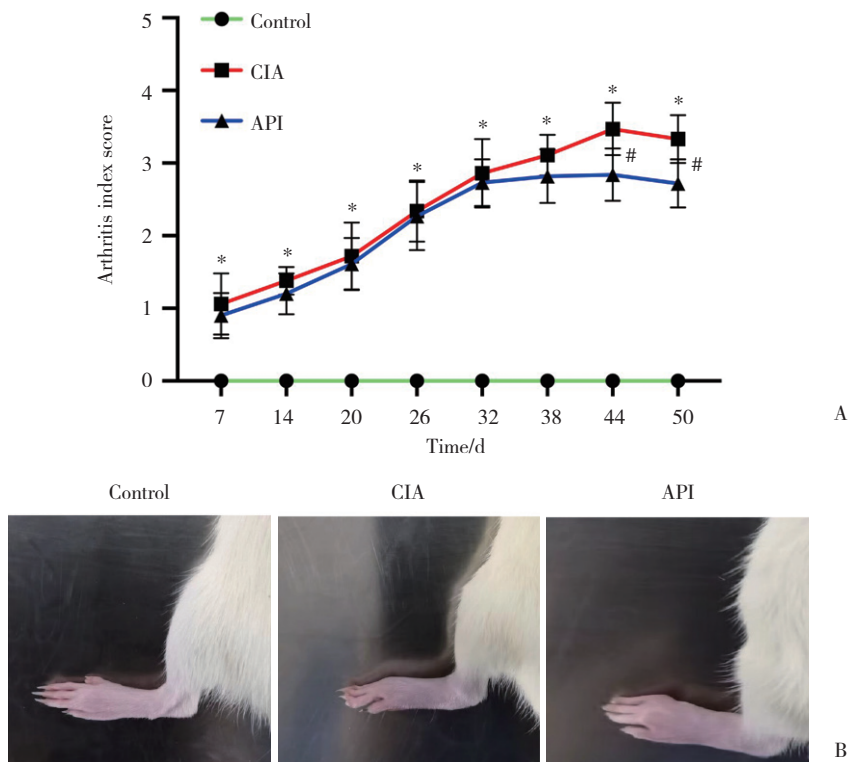 Control
CIA
API
Arthritis index score
5
4
3
2
1
0
* * * * * * * *
# #
7 14 20 26 32 38 44 50
Time/d
A
Control CIA API
B